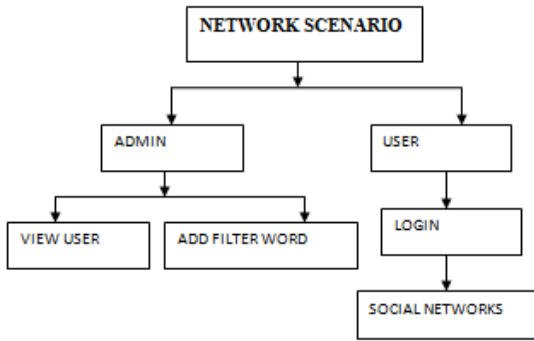 NETWORK SCENARIO
ADMIN
USER
VIEW USER
ADD FILTER WORD
LOGIN
SOCIAL NETWORKS